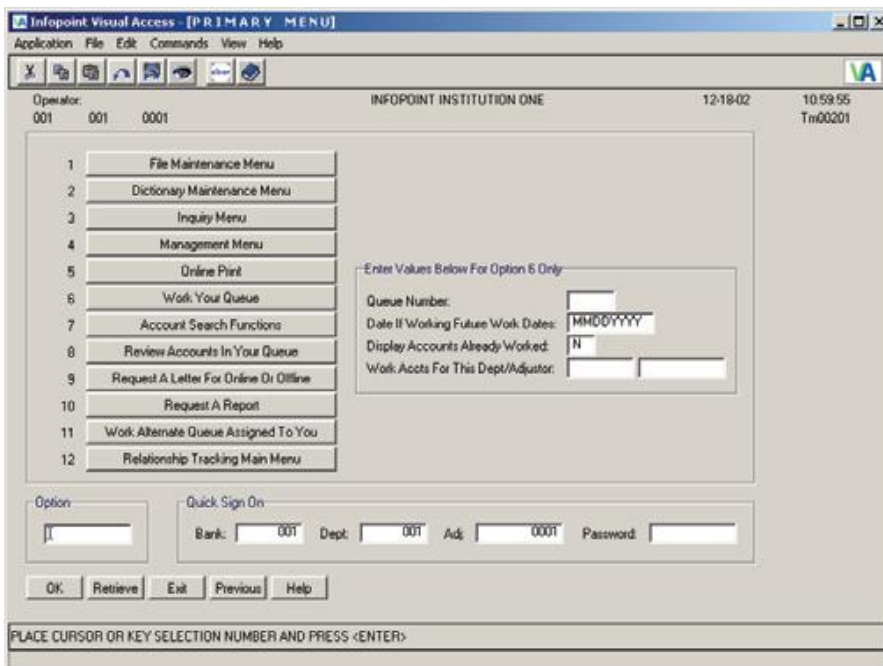 Infopoint Visual Access - [P R I M A R Y   M E N U]
Application File Edit Commands View Help
clear
VA
Operator: INFOPOINT INSTITUTION ONE 12-18-02 10:59:55
001 001 0001 Tm00201
1 File Maintenance Menu
2 Dictionary Maintenance Menu
3 Inquiry Menu
4 Management Menu
5 Online Print
6 Work Your Queue
7 Account Search Functions
8 Review Accounts In Your Queue
9 Request A Letter For Online Or Offline
10 Request A Report
11 Work Alternate Queue Assigned To You
12 Relationship Tracking Main Menu
Enter Values Below For Option 6 Only
Queue Number:
Date If Working Future Work Dates: MMDDYYYY
Display Accounts Already Worked: N
Work Accts For This Dept/Adjustor:
Option
Quick Sign On
Bank: 001 Dept: 001 Adj: 0001 Password:
OK Retrieve Exit Previous Help
PLACE CURSOR OR KEY SELECTION NUMBER AND PRESS <ENTER>